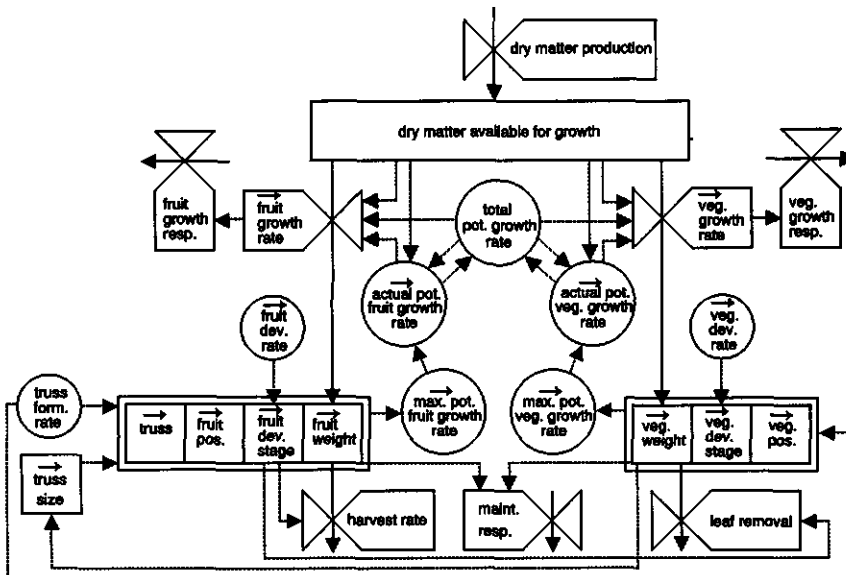 dry matter production
dry matter available for growth
fruit
growth
resp.
fruit
growth
rate
total
pot. growth
rate
veg.
growth
rate
veg.
growth
resp.
actual pot.
fruit growth
rate
actual pot.
veg. growth
rate
fruit
dev.
rate
veg.
dev.
rate
truss
form.
rate
max. pot.
fruit growth
rate
max. pot.
veg. growth
rate
truss
fruit
pos.
fruit
dev.
stage
fruit
weight
veg.
weight
veg.
dev.
stage
veg.
pos.
truss
size
harvest rate
maint.
resp.
leaf removal